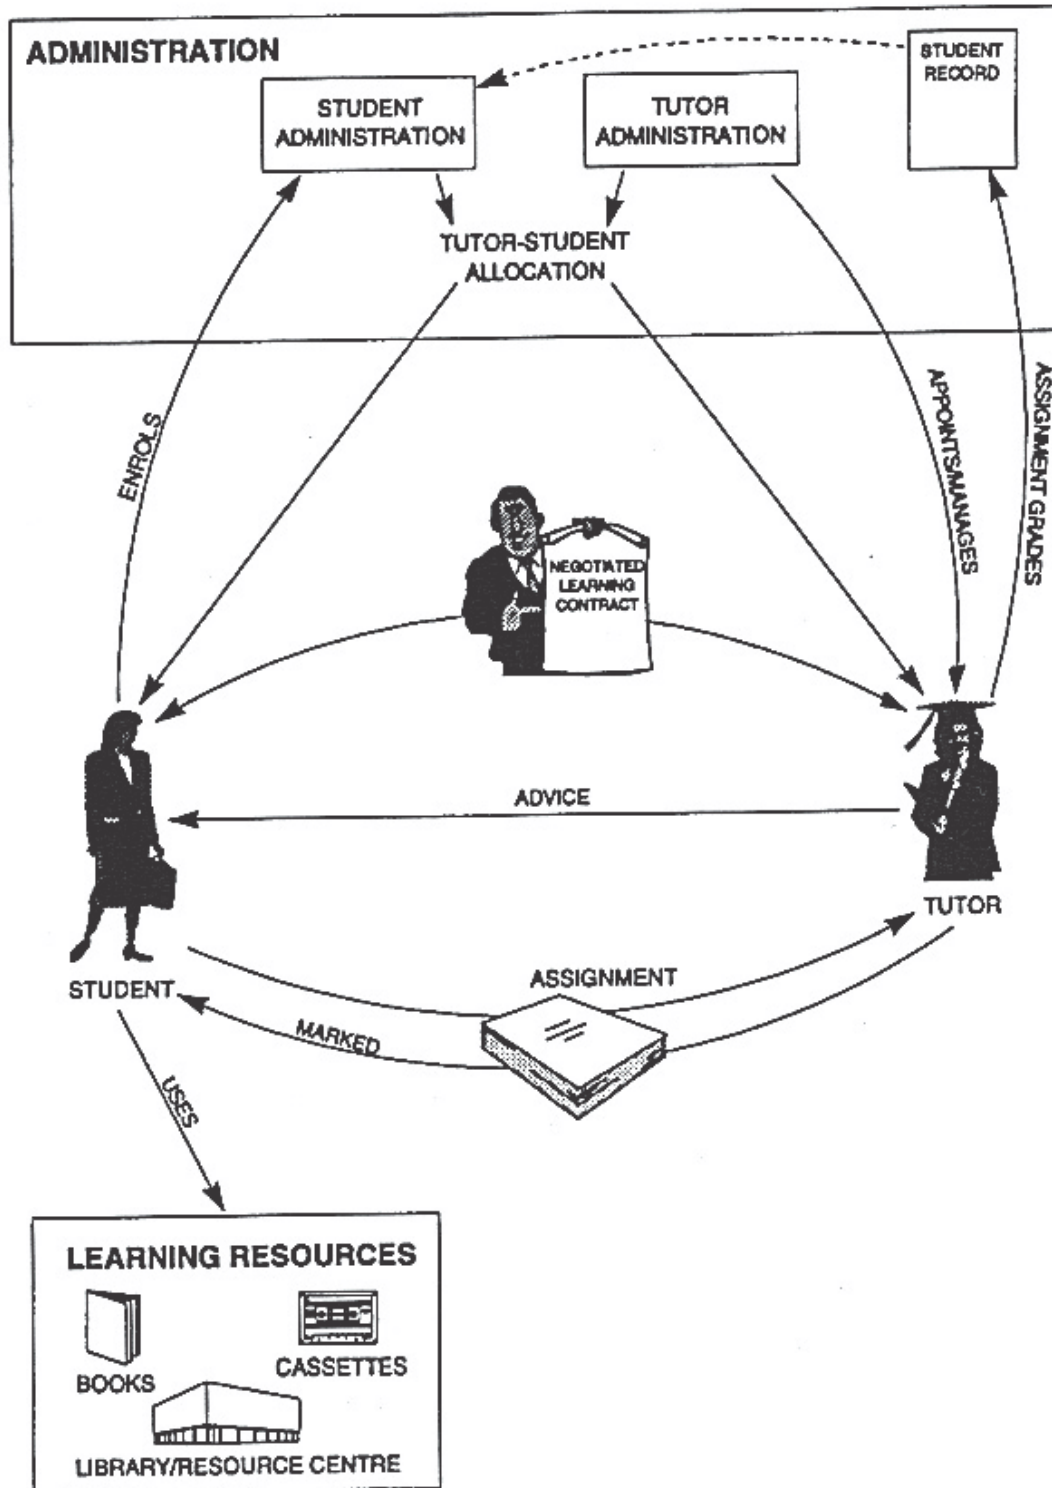 ADMINISTRATION
STUDENT
RECORD
STUDENT
ADMINISTRATION
TUTOR
ADMINISTRATION
TUTOR-STUDENT
ALLOCATION
ENROLS
APPOINTS/MANAGES
ASSIGNMENT GRADES
NEGOTIATED
LEARNING
CONTRACT
ADVICE
TUTOR
STUDENT
ASSIGNMENT
MARKED
USES
LEARNING RESOURCES
BOOKS
CASSETTES
LIBRARY/RESOURCE CENTRE